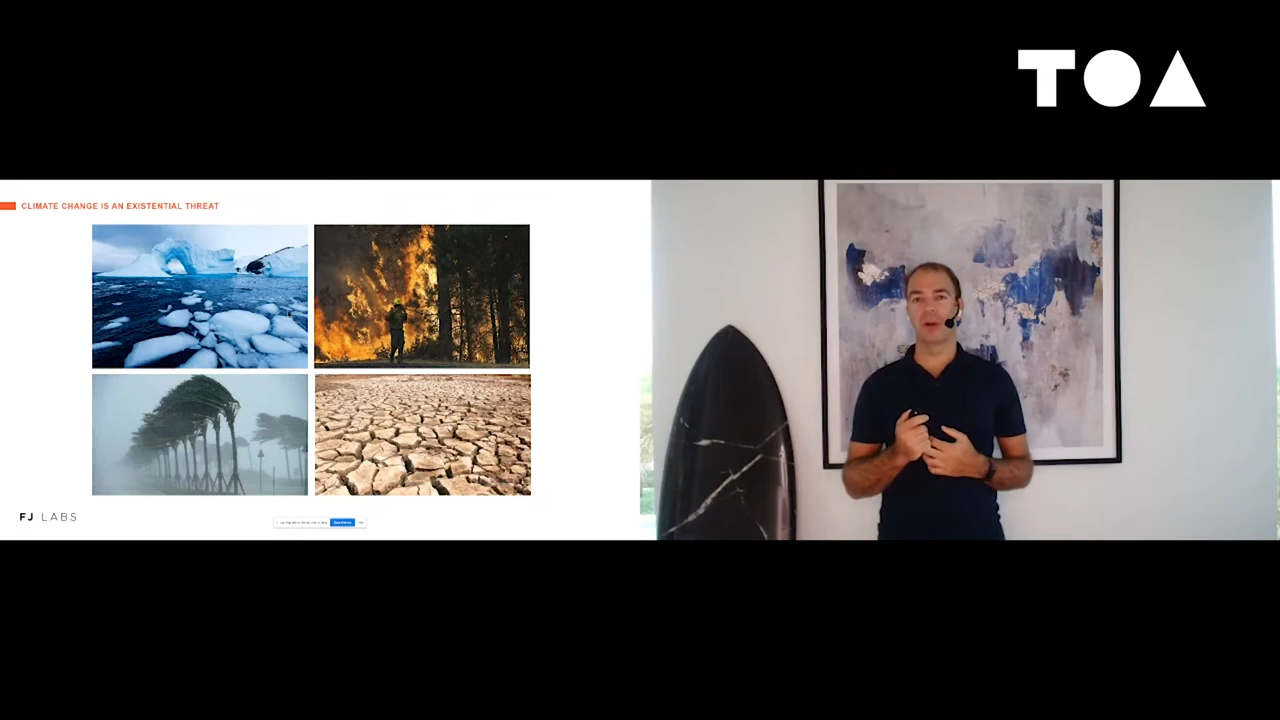 TOA
CLIMATE CHANGE IS AN EXISTENTIAL THREAT
FJ LABS